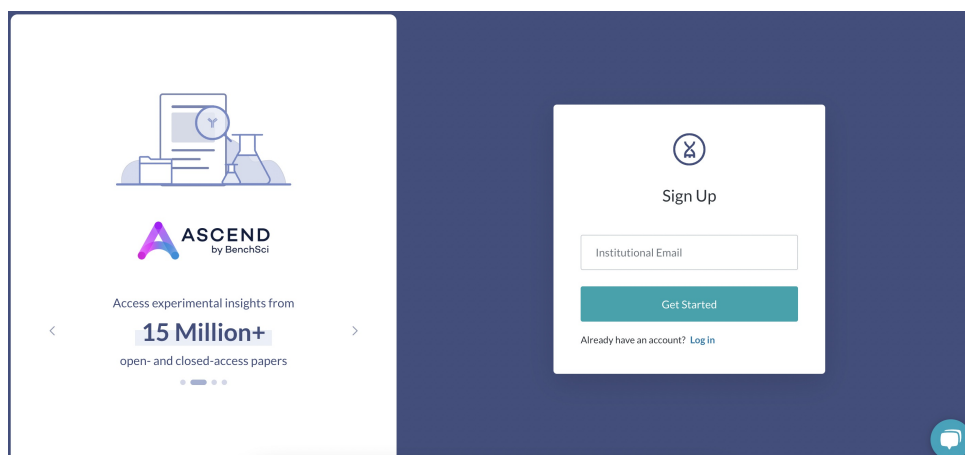 ASCEND
by BenchSci
Access experimental insights from
15 Million+
open- and closed-access papers
Sign Up
Institutional Email
Get Started
Already have an account? Log in